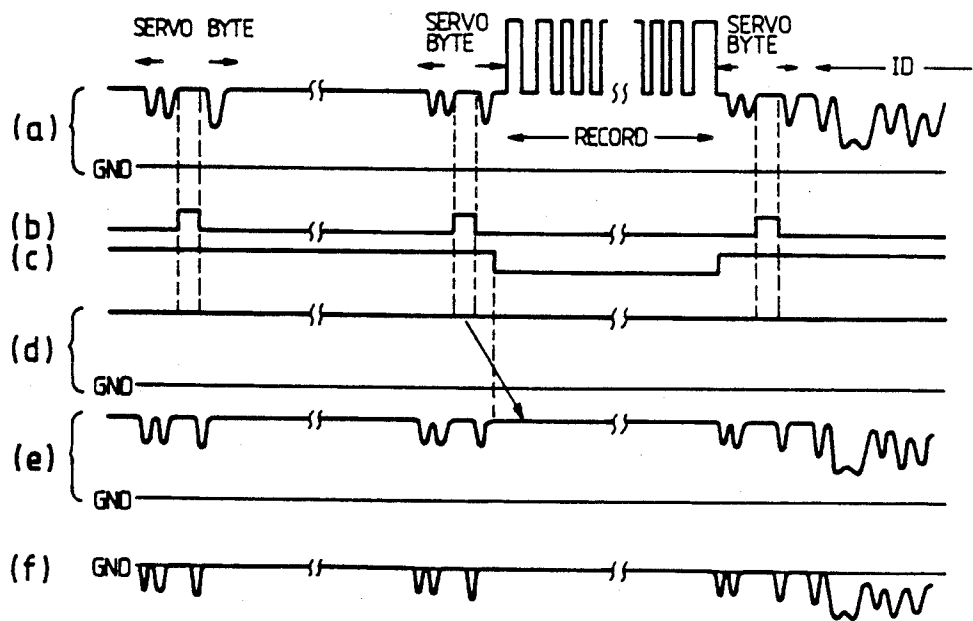 SERVO BYTE
SERVO
BYTE
SERVO
BYTE
ID
(a)
RECORD
GND
(b)
(c)
(d)
GND
(e)
GND
(f)
GND